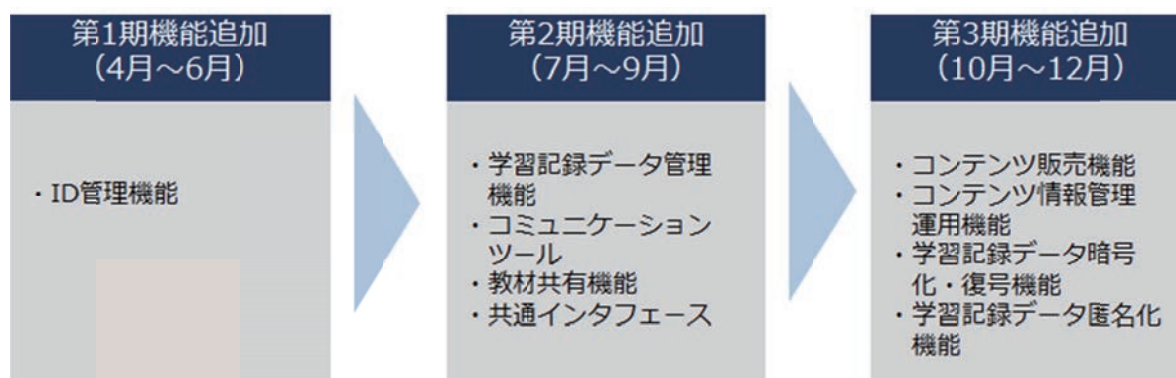 第1期機能追加
（4月～6月）
・ID管理機能
第2期機能追加
（7月～9月）
・学習記録データ管理
機能
・コミュニケーション
ツール
・教材共有機能
・共通インタフェース
第3期機能追加
（10月～12月）
・コンテンツ販売機能
・コンテンツ情報管理
運用機能
・学習記録データ暗号
化・復号機能
・学習記録データ匿名化
機能